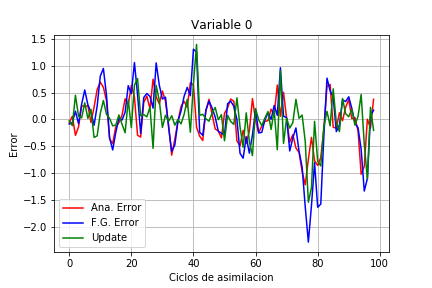 Variable 0
1.5
1.0
0.5
0.0
−0.5
−1.0
−1.5
−2.0
Error
Ana. Error
F.G. Error
Update
0 20 40 60 80 100
Ciclos de asimilacion